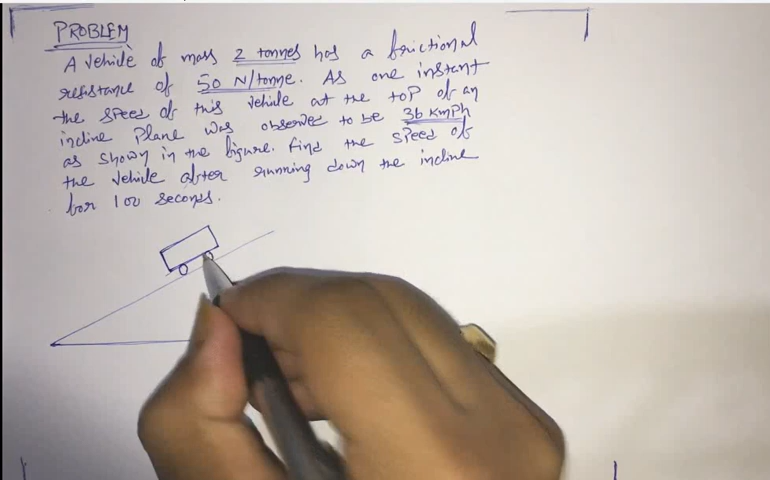 PROBLEM
A vehicle of mass 2 tonnes has a frictional
resistance of 50 N/tonne. As one instant
the speed of this vehicle at the top of an
incline plane was observed to be 36 kmph
as shown in the figure. Find the speed of
the vehicle after running down the incline
for 100 seconds.